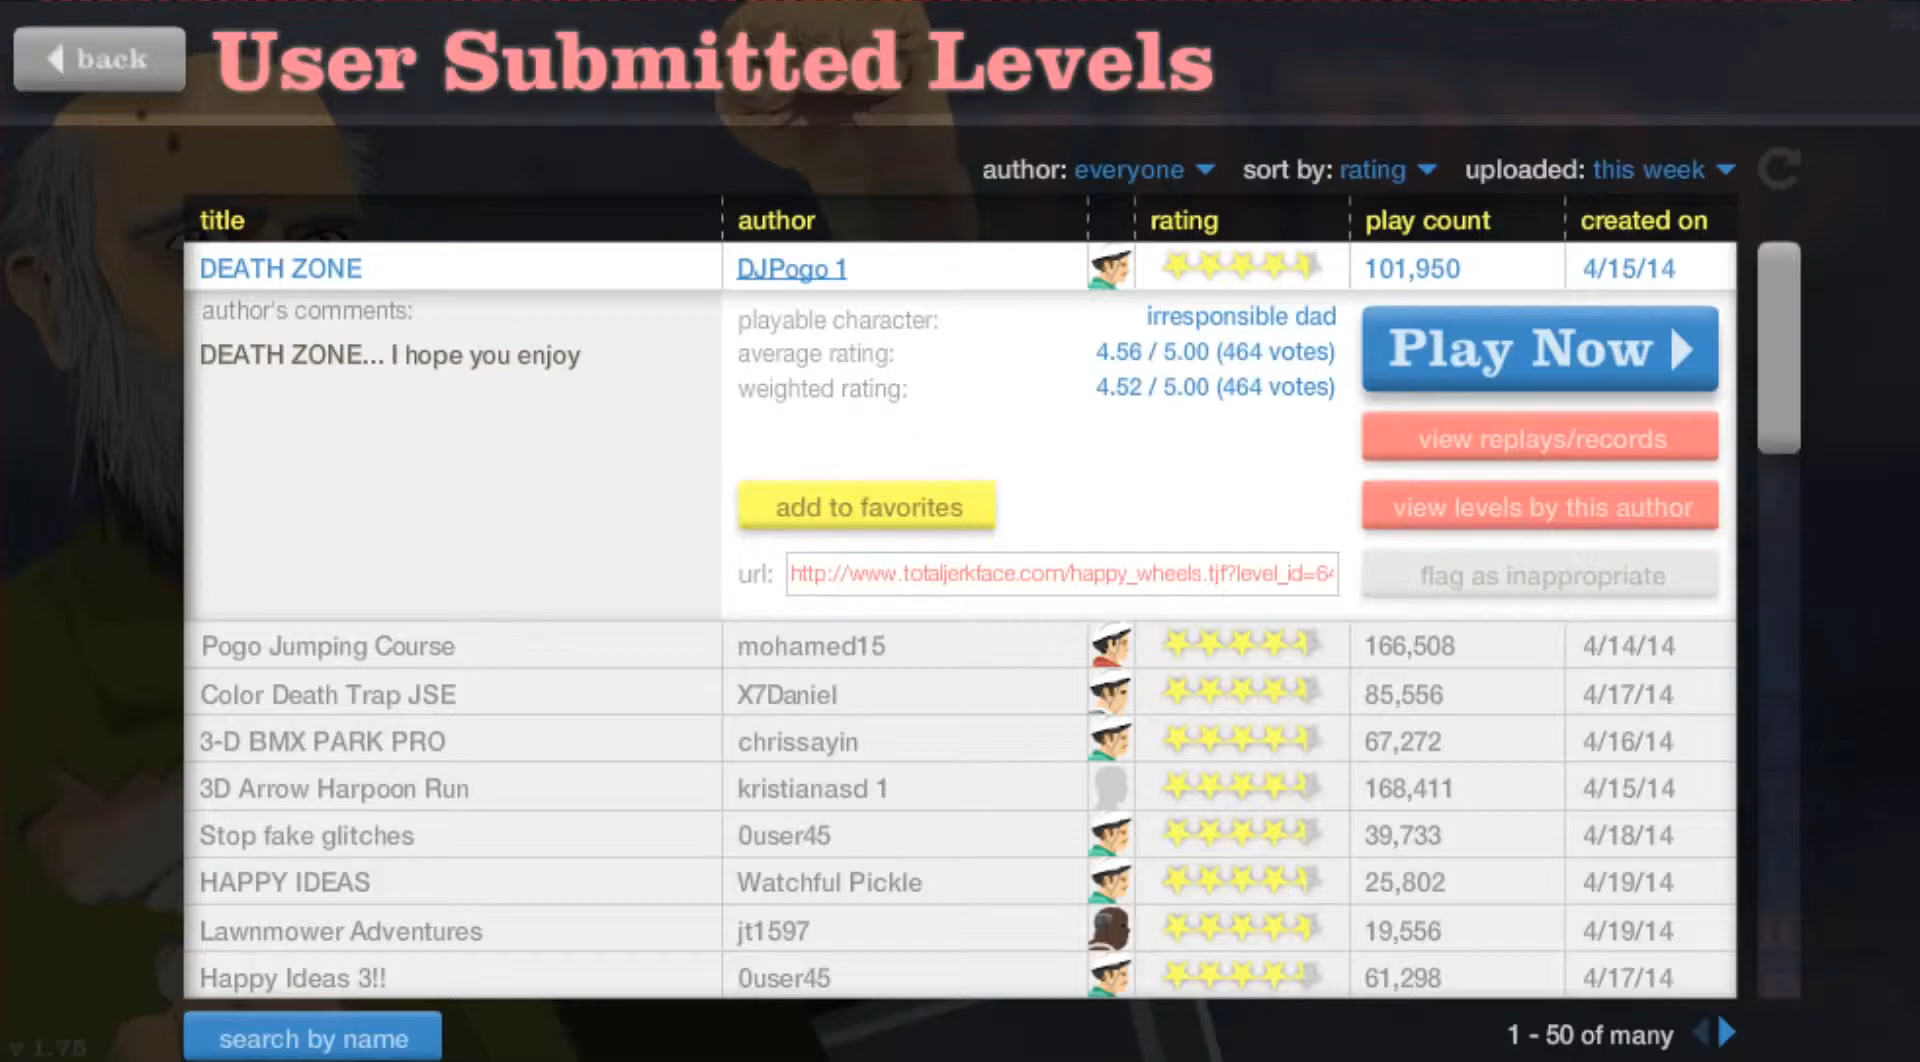 back
User Submitted Levels
author: everyone sort by: rating uploaded: this week
title author rating play count created on
DEATH ZONE DJPogo 1 101,950 4/15/14
author's comments:
DEATH ZONE... I hope you enjoy
playable character: irresponsible dad
average rating: 4.56 / 5.00 (464 votes)
weighted rating: 4.52 / 5.00 (464 votes)
Play Now
view replays/records
add to favorites
view levels by this author
url: http://www.totaljerkface.com/happy_wheels.tjf?level_id=64
flag as inappropriate
Pogo Jumping Course mohamed15 166,508 4/14/14
Color Death Trap JSE X7Daniel 85,556 4/17/14
3-D BMX PARK PRO chrissayin 67,272 4/16/14
3D Arrow Harpoon Run kristianasd 1 168,411 4/15/14
Stop fake glitches 0user45 39,733 4/18/14
HAPPY IDEAS Watchful Pickle 25,802 4/19/14
Lawnmower Adventures jt1597 19,556 4/19/14
Happy Ideas 3!! 0user45 61,298 4/17/14
search by name
1 - 50 of many
v 1.75